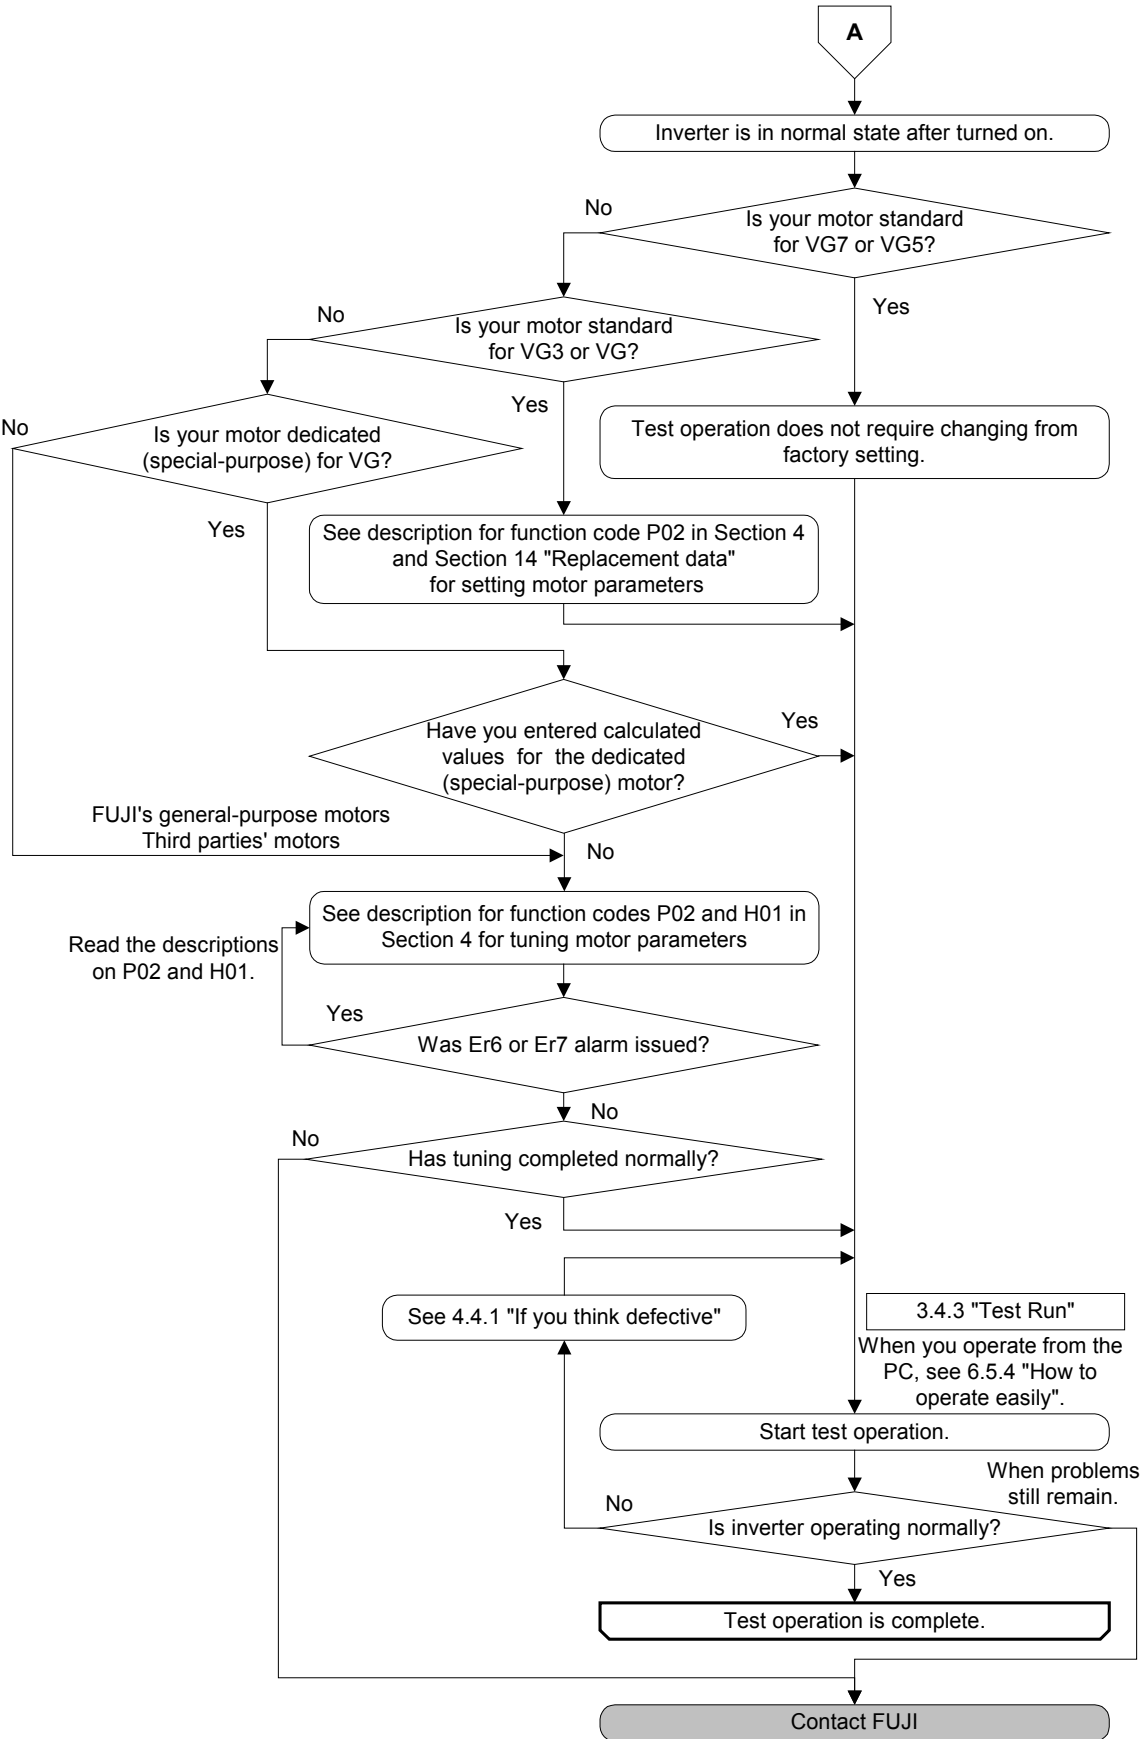 A
Inverter is in normal state after turned on.
No
Is your motor standard
for VG7 or VG5?
Yes
No
Is your motor standard
for VG3 or VG?
Yes
No
Is your motor dedicated
(special-purpose) for VG?
Yes
Test operation does not require changing from
factory setting.
See description for function code P02 in Section 4
and Section 14 "Replacement data"
for setting motor parameters
Have you entered calculated
values for the dedicated
(special-purpose) motor?
Yes
FUJI's general-purpose motors
Third parties' motors
No
See description for function codes P02 and H01 in
Section 4 for tuning motor parameters
Read the descriptions
on P02 and H01.
Yes
Was Er6 or Er7 alarm issued?
No
No
Has tuning completed normally?
Yes
See 4.4.1 "If you think defective"
3.4.3 "Test Run"
When you operate from the
PC, see 6.5.4 "How to
operate easily".
Start test operation.
When problems
still remain.
No
Is inverter operating normally?
Yes
Test operation is complete.
Contact FUJI